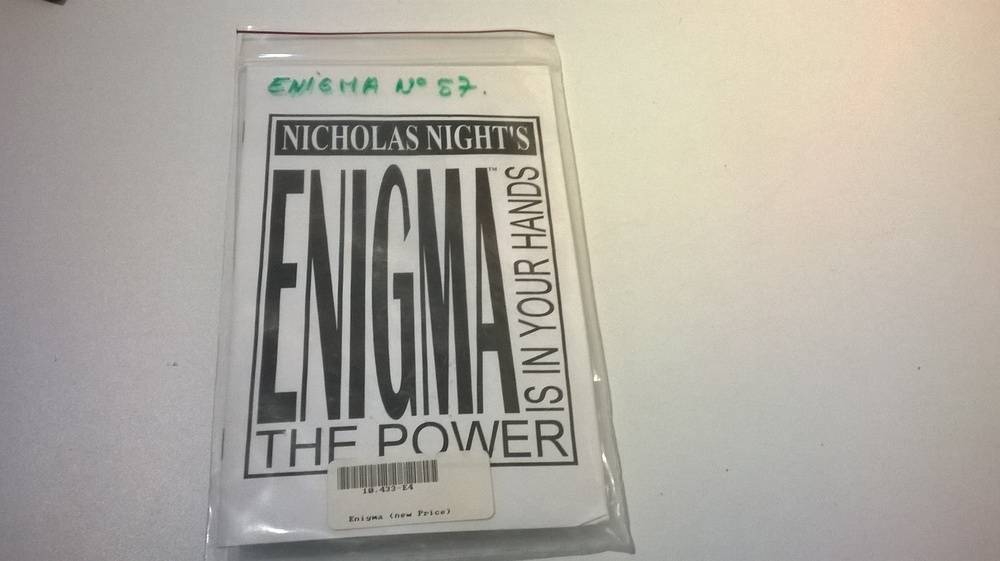 ENIGMA Nº 57.
NICHOLAS NIGHT'S
ENIGMA™
THE POWER
IS IN YOUR HANDS
10.433-E4
Enigma (new Price)